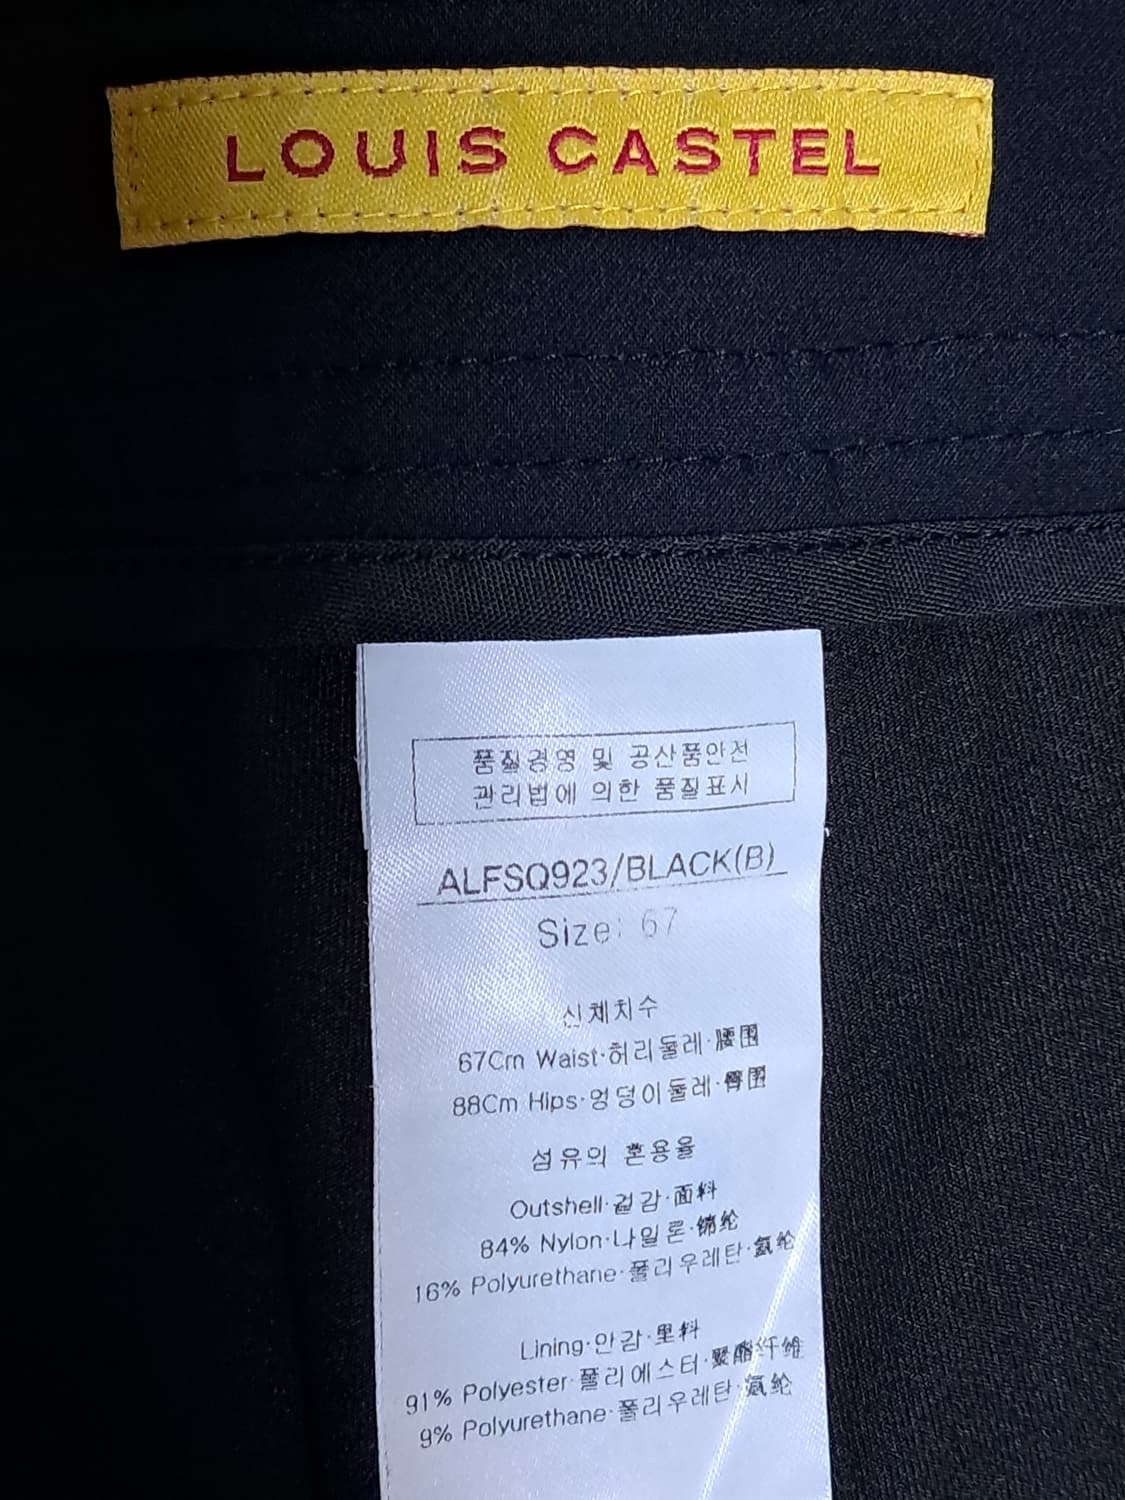 LOUIS CASTEL
품질경영 및 공산품안전
관리법에 의한 품질표시
ALFSQ923/BLACK(B)
Size: 67
신체치수
67Cm Waist·허리둘레·腰围
88Cm Hips·엉덩이둘레·臀围
섬유의 혼용율
Outshell·겉감·面料
84% Nylon·나일론·锦纶
16% Polyurethane·폴리우레탄·氨纶
Lining·안감·里料
91% Polyester·폴리에스터·聚酯纤维
9% Polyurethane·폴리우레탄·氨纶